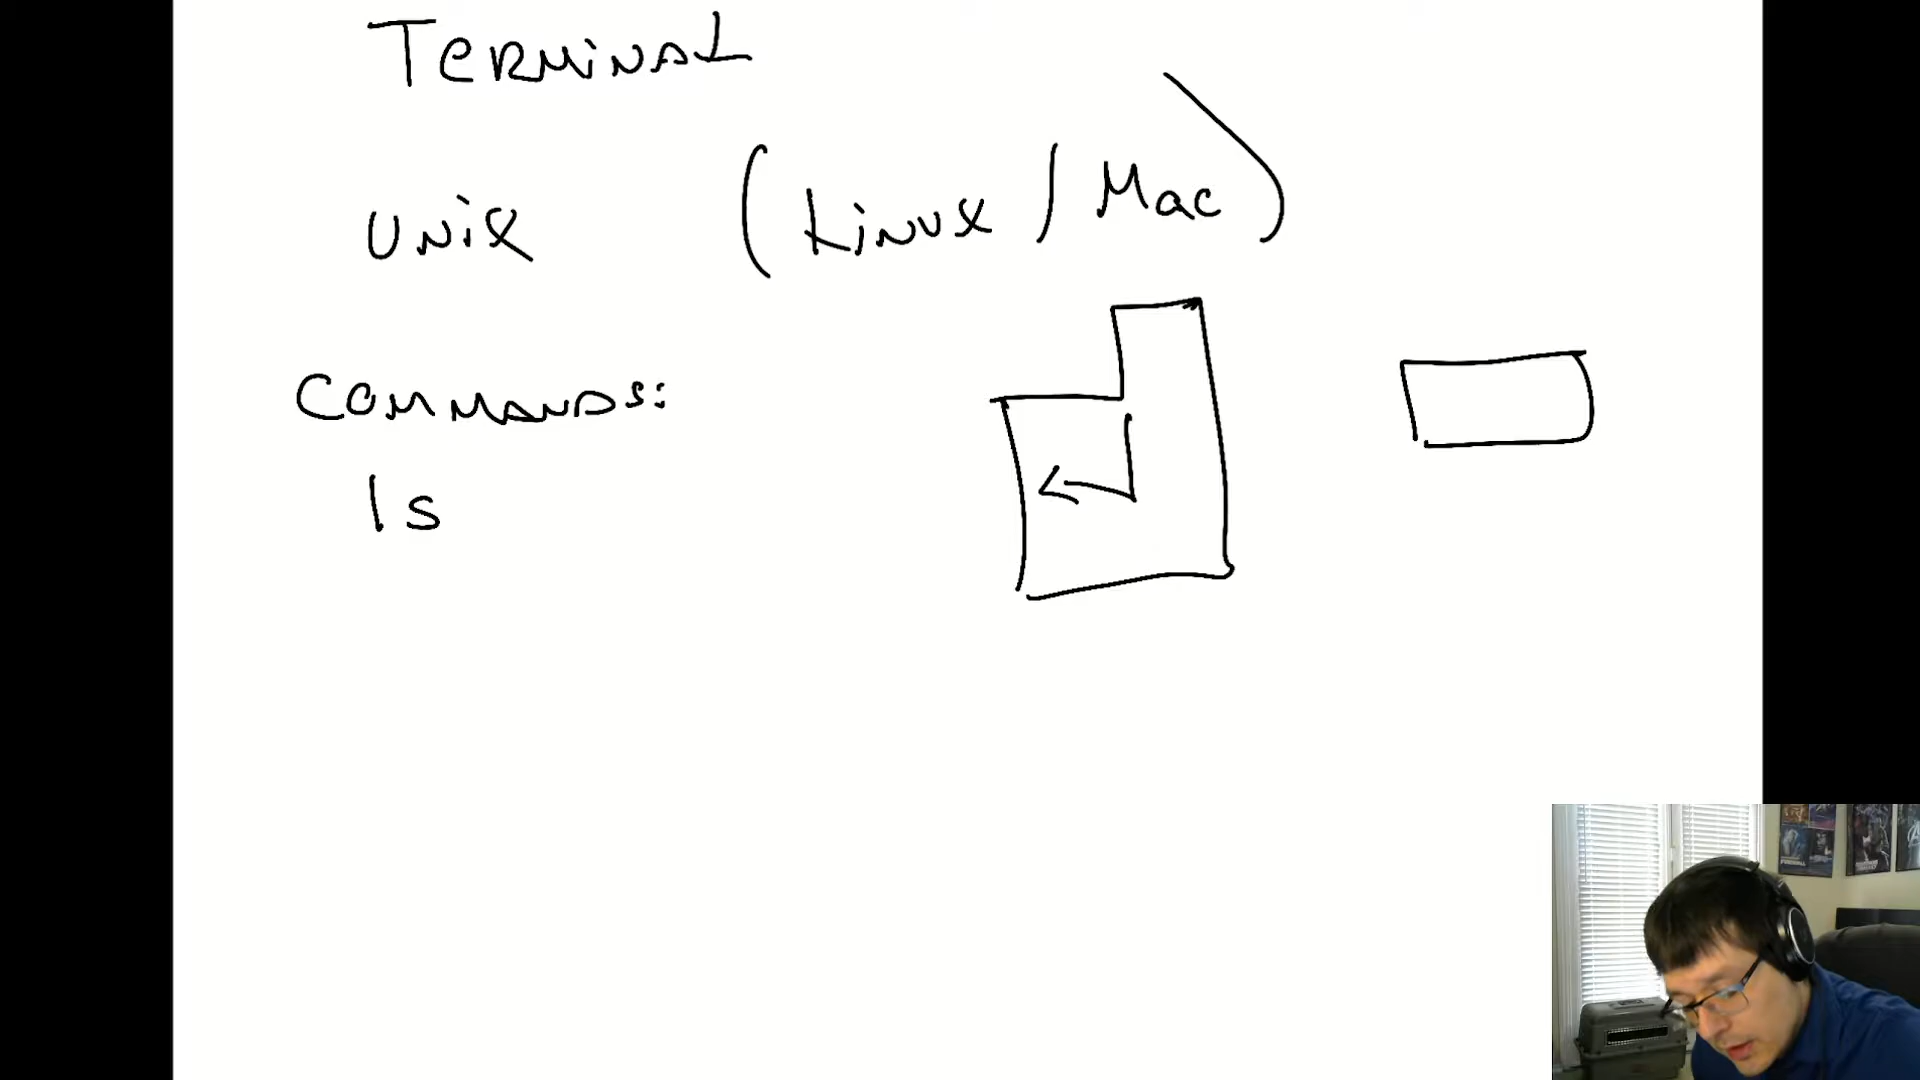 TERMINAL
UNIX (LINUX / Mac)
COMMANDS:
ls